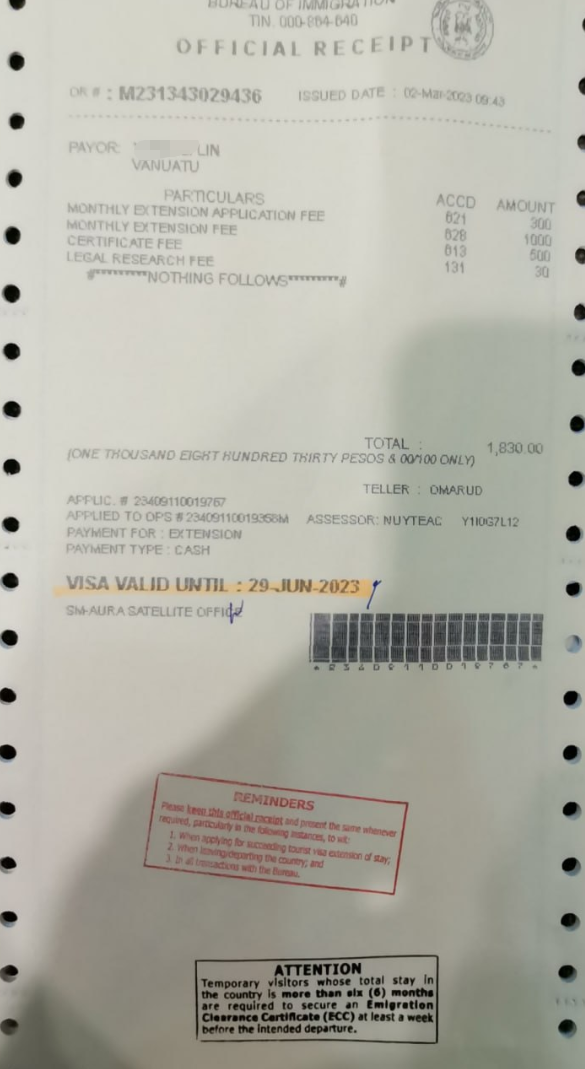 BUREAU OF IMMIGRATION
TIN. 000-864-640
OFFICIAL RECEIPT
OR # : M231343029436 ISSUED DATE : 02-Mar-2023 09:43
PAYOR: LIN
VANUATU
PARTICULARS ACCD AMOUNT
MONTHLY EXTENSION APPLICATION FEE 621 300
MONTHLY EXTENSION FEE 628 1000
CERTIFICATE FEE 613 500
LEGAL RESEARCH FEE 131 30
#*********NOTHING FOLLOWS*********#
TOTAL : 1,830.00
(ONE THOUSAND EIGHT HUNDRED THIRTY PESOS & 00/100 ONLY)
TELLER : OMARUD
APPLIC. # 23409110019767
APPLIED TO OPS # 23409110019356M ASSESSOR: NUYTEAC Y1I0G7L12
PAYMENT FOR : EXTENSION
PAYMENT TYPE : CASH
VISA VALID UNTIL : 29-JUN-2023
SM-AURA SATELLITE OFFICE
*23409110019767*
REMINDERS
Please keep this official receipt and present the same whenever
required, particularly in the following instances, to wit:
1. When applying for succeeding tourist visa extension of stay;
2. When leaving/departing the country; and
3. In all transactions with the Bureau.
ATTENTION
Temporary visitors whose total stay in
the country is more than six (6) months
are required to secure an Emigration
Clearance Certificate (ECC) at least a week
before the intended departure.